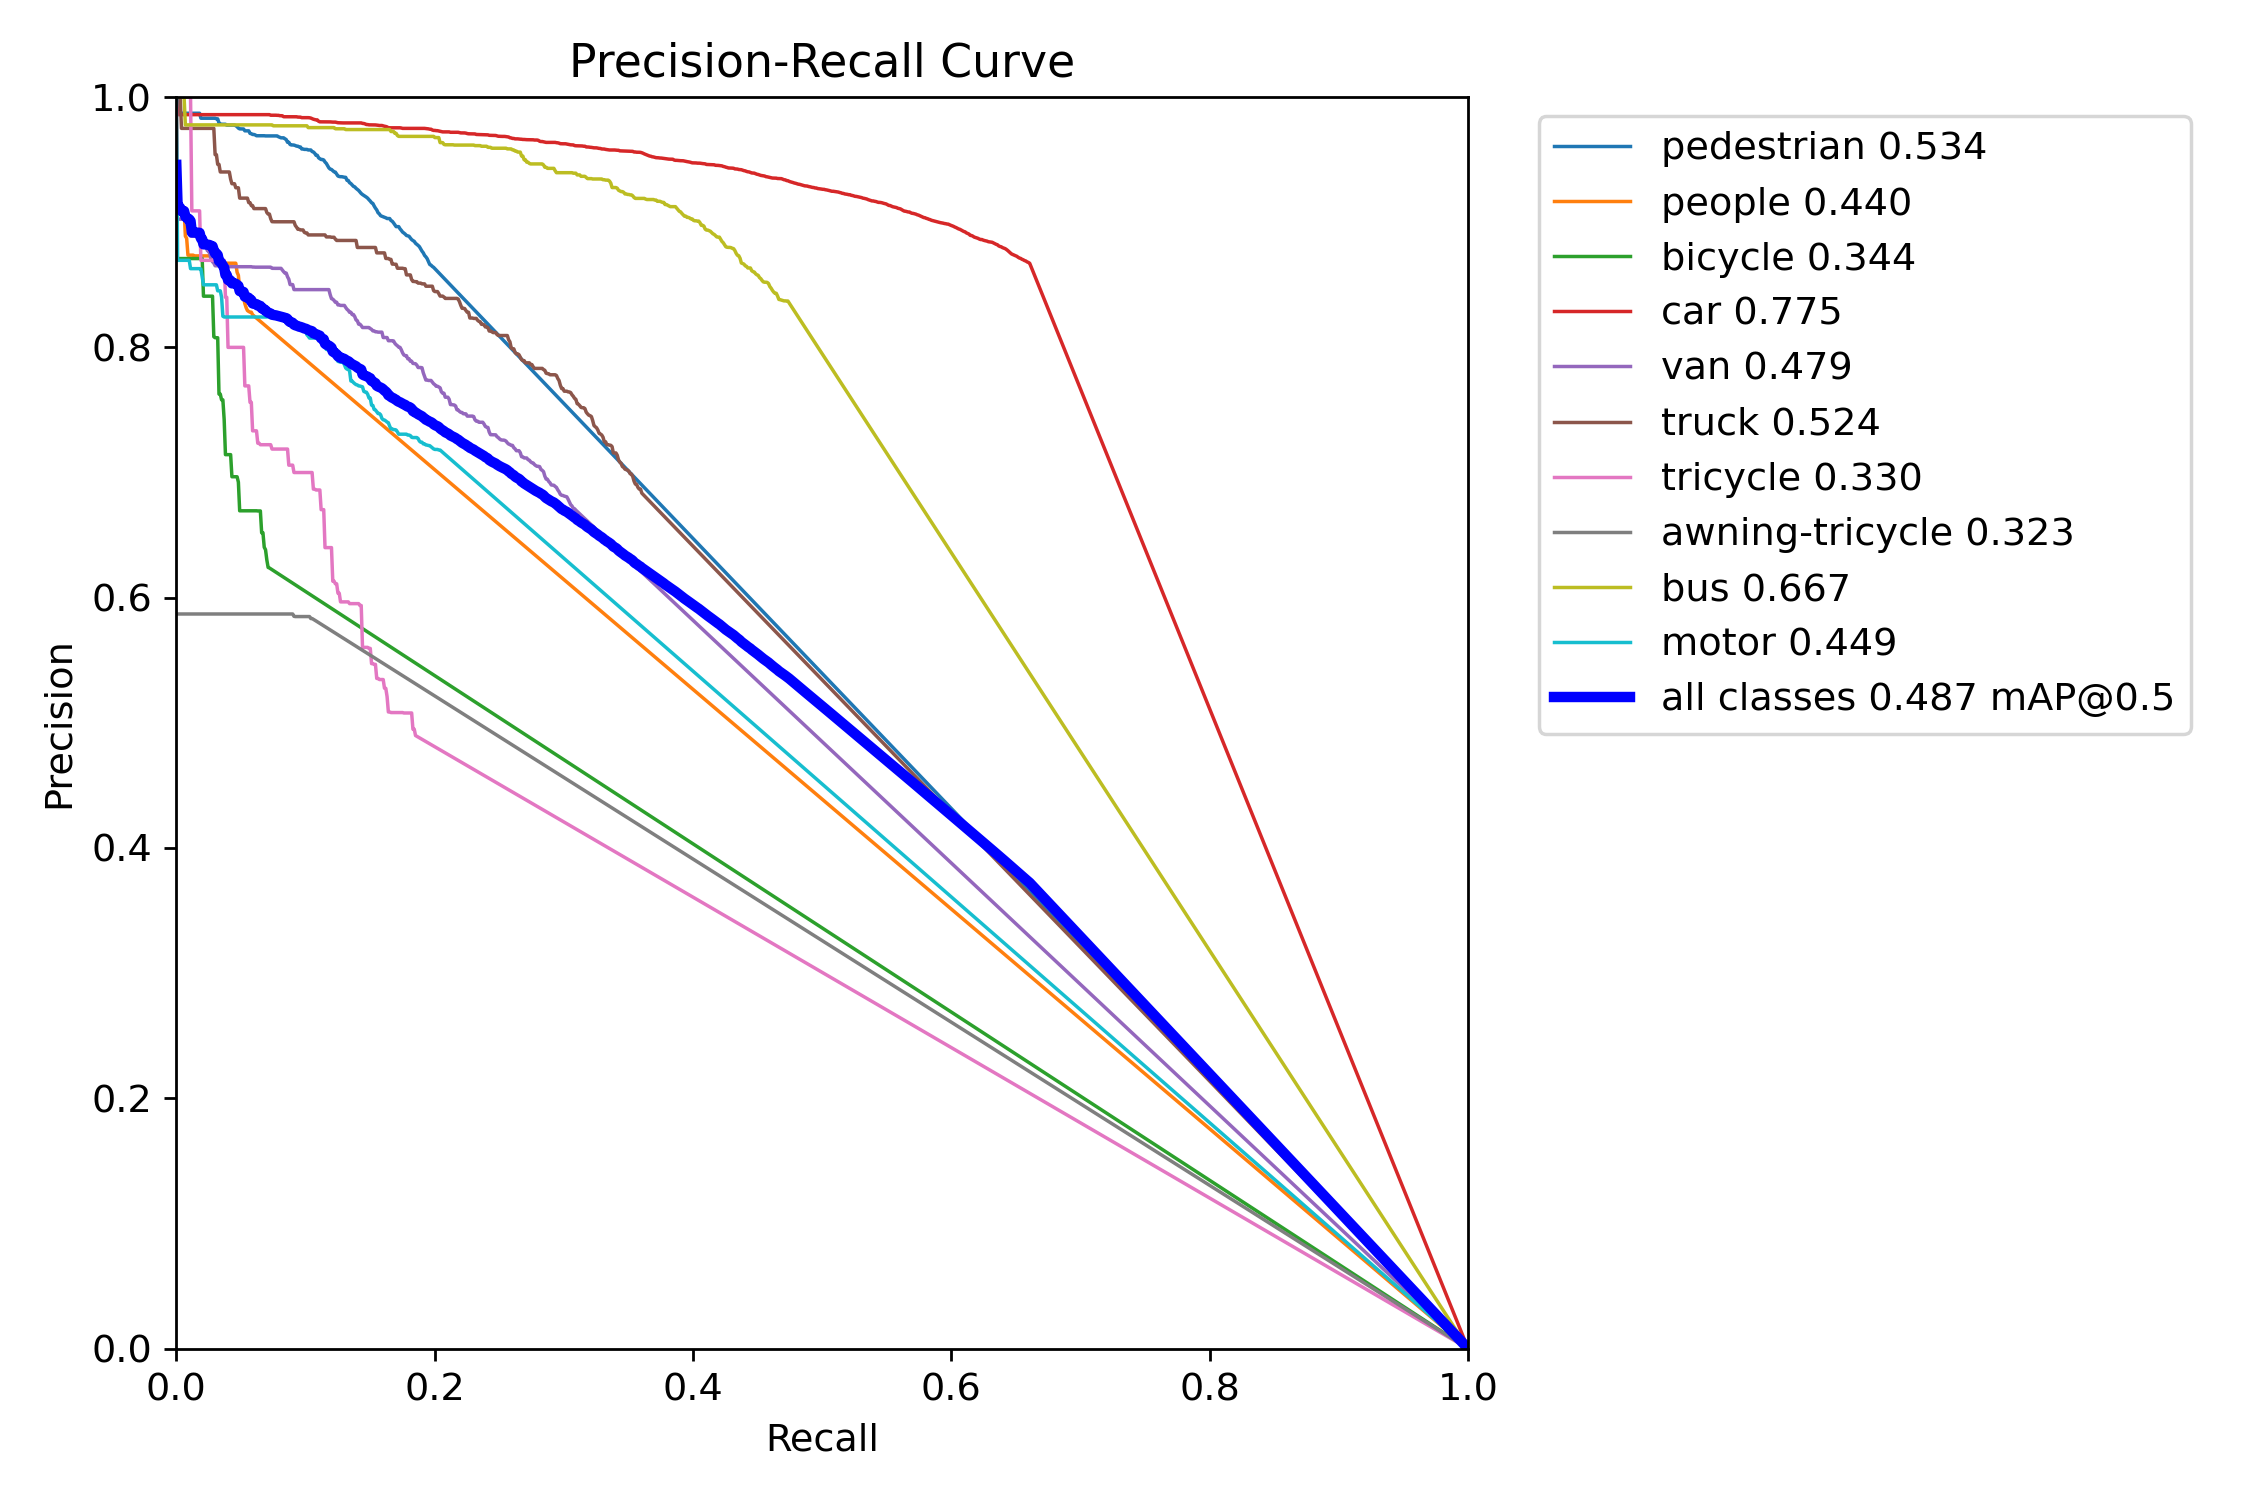 Precision-Recall Curve
1.0
0.8
0.6
0.4
0.2
0.0
Precision
0.0 0.2 0.4 0.6 0.8 1.0
Recall
pedestrian 0.534
people 0.440
bicycle 0.344
car 0.775
van 0.479
truck 0.524
tricycle 0.330
awning-tricycle 0.323
bus 0.667
motor 0.449
all classes 0.487 mAP@0.5